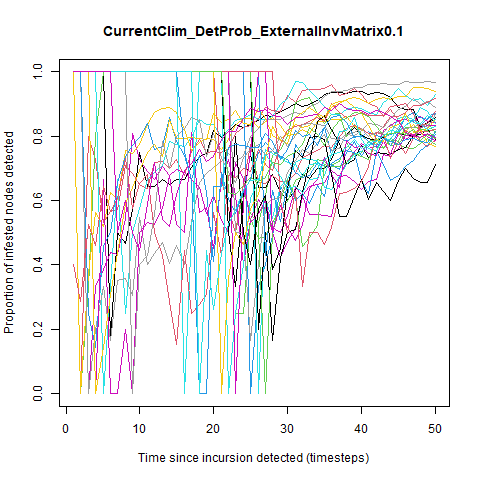 CurrentClim_DetProb_ExternalInvMatrix0.1
Proportion of infested nodes detected
1.0
0.8
0.6
0.4
0.2
0.0
0 10 20 30 40 50
Time since incursion detected (timesteps)